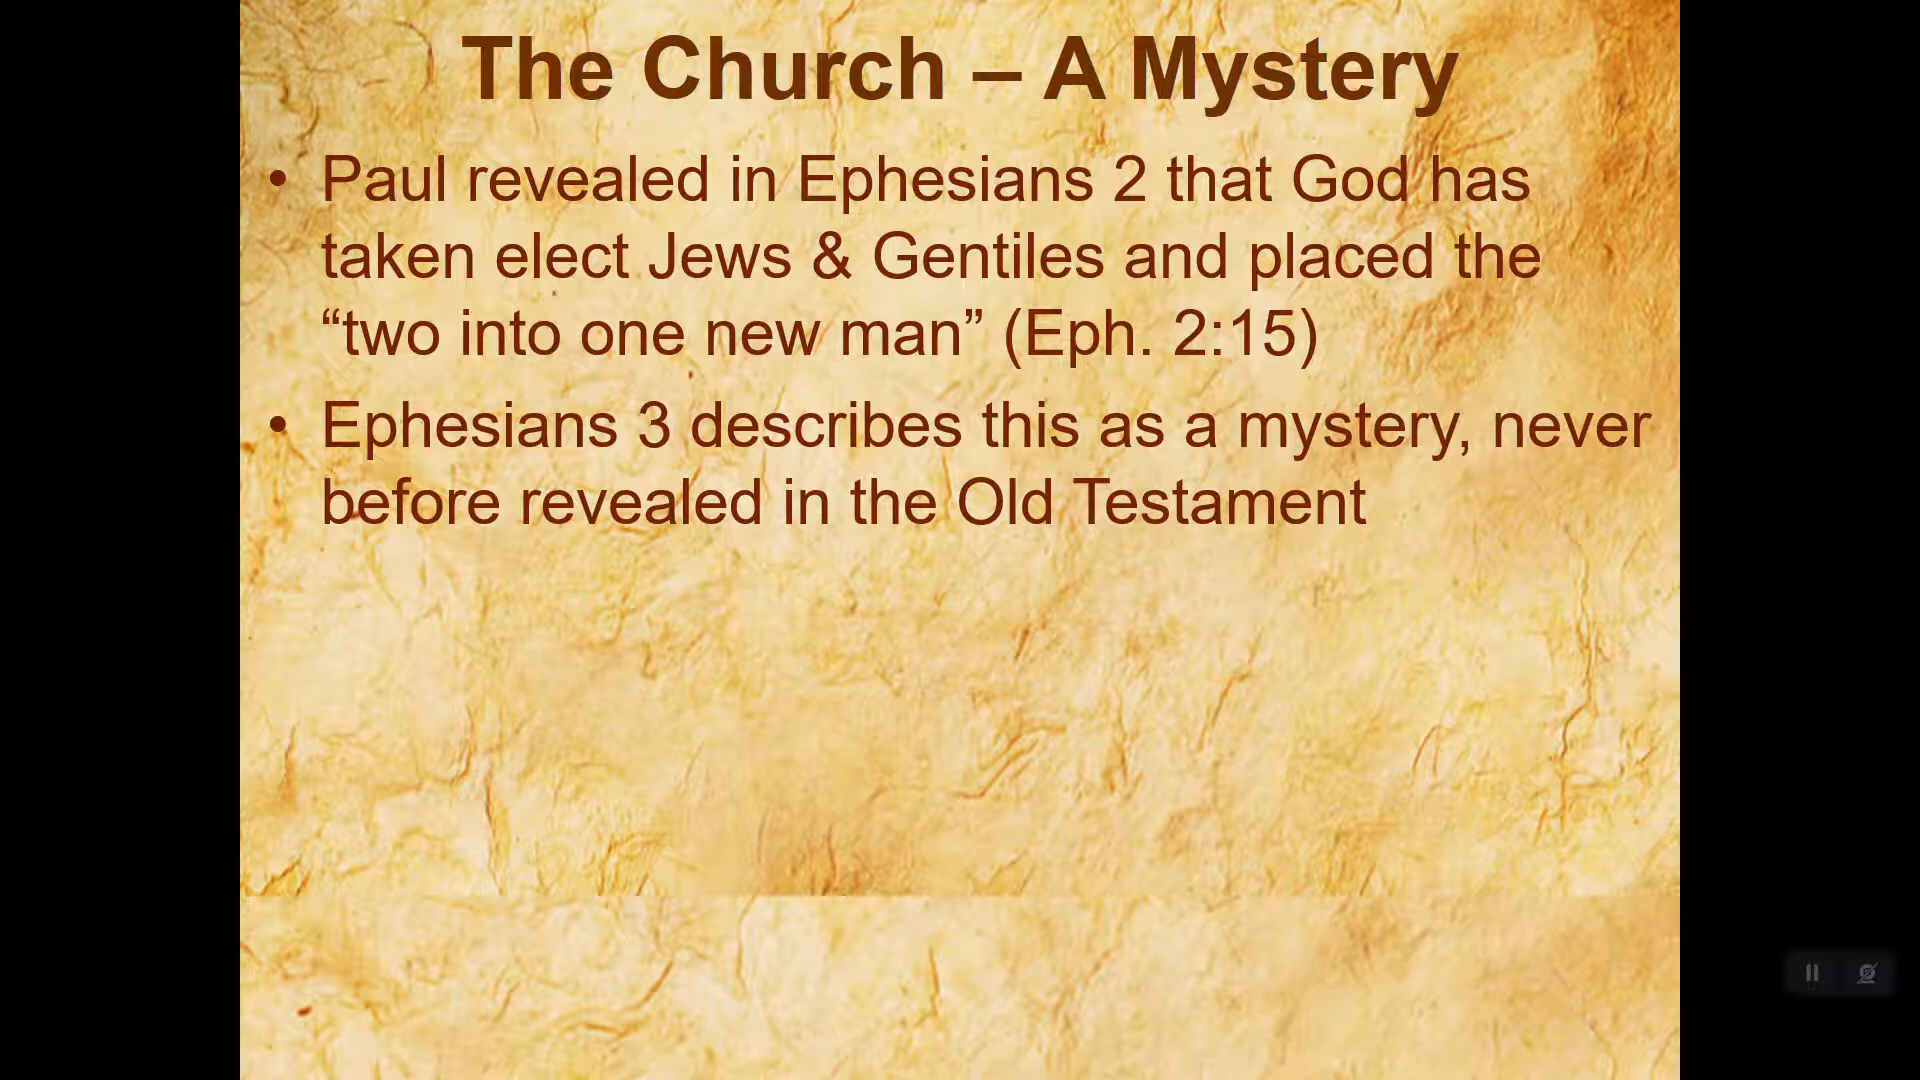 The Church – A Mystery
• Paul revealed in Ephesians 2 that God has
taken elect Jews & Gentiles and placed the
“two into one new man” (Eph. 2:15)
• Ephesians 3 describes this as a mystery, never
before revealed in the Old Testament